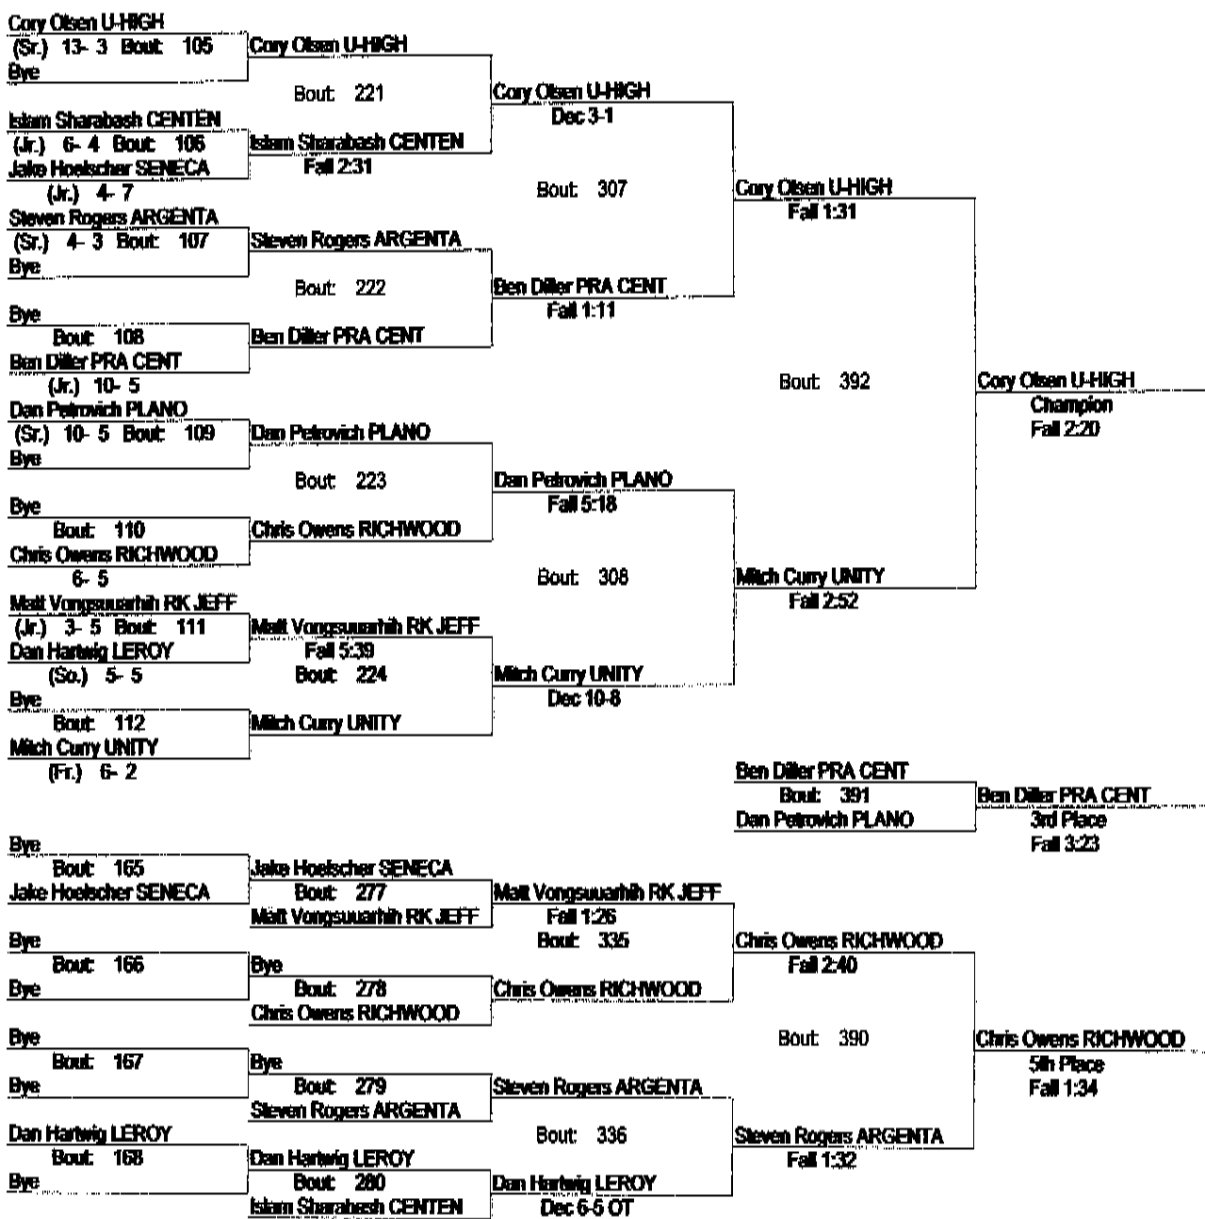 Cory Olsen U-HIGH
(Sr.) 13- 3 Bout: 105
Bye
Cory Olsen U-HIGH
Bout: 221
Islam Sharabash CENTEN
(Jr.) 6- 4 Bout: 106
Jake Hoelscher SENECA
(Jr.) 4- 7
Islam Sharabash CENTEN
Fall 2:31
Cory Olsen U-HIGH
Dec 3-1
Bout: 307
Steven Rogers ARGENTA
(Sr.) 4- 3 Bout: 107
Bye
Steven Rogers ARGENTA
Bout: 222
Bye
Bout: 108
Ben Diller PRA CENT
(Jr.) 10- 5
Ben Diller PRA CENT
Ben Diller PRA CENT
Fall 1:11
Cory Olsen U-HIGH
Fall 1:31
Bout: 392
Cory Olsen U-HIGH
Champion
Fall 2:20
Dan Petrovich PLANO
(Sr.) 10- 5 Bout: 109
Bye
Dan Petrovich PLANO
Bout: 223
Bye
Bout: 110
Chris Owens RICHWOOD
6- 5
Chris Owens RICHWOOD
Dan Petrovich PLANO
Fall 5:18
Bout: 308
Matt Vongsuuarhih RK JEFF
(Jr.) 3- 5 Bout: 111
Dan Hartwig LEROY
(So.) 5- 5
Matt Vongsuuarhih RK JEFF
Fall 5:39
Bout: 224
Bye
Bout: 112
Mitch Curry UNITY
(Fr.) 6- 2
Mitch Curry UNITY
Mitch Curry UNITY
Dec 10-8
Mitch Curry UNITY
Fall 2:52
Ben Diller PRA CENT
Bout: 391
Dan Petrovich PLANO
Ben Diller PRA CENT
3rd Place
Fall 3:23
Bye
Bout: 165
Jake Hoelscher SENECA
Jake Hoelscher SENECA
Bout: 277
Matt Vongsuuarhih RK JEFF
Matt Vongsuuarhih RK JEFF
Fall 1:26
Bout: 335
Bye
Bout: 166
Bye
Bye
Bout: 278
Chris Owens RICHWOOD
Chris Owens RICHWOOD
Chris Owens RICHWOOD
Fall 2:40
Bout: 390
Chris Owens RICHWOOD
5th Place
Fall 1:34
Bye
Bout: 167
Bye
Bye
Bout: 279
Steven Rogers ARGENTA
Steven Rogers ARGENTA
Bout: 336
Dan Hartwig LEROY
Bout: 168
Bye
Dan Hartwig LEROY
Bout: 280
Islam Sharabash CENTEN
Dan Hartwig LEROY
Dec 6-5 OT
Steven Rogers ARGENTA
Fall 1:32